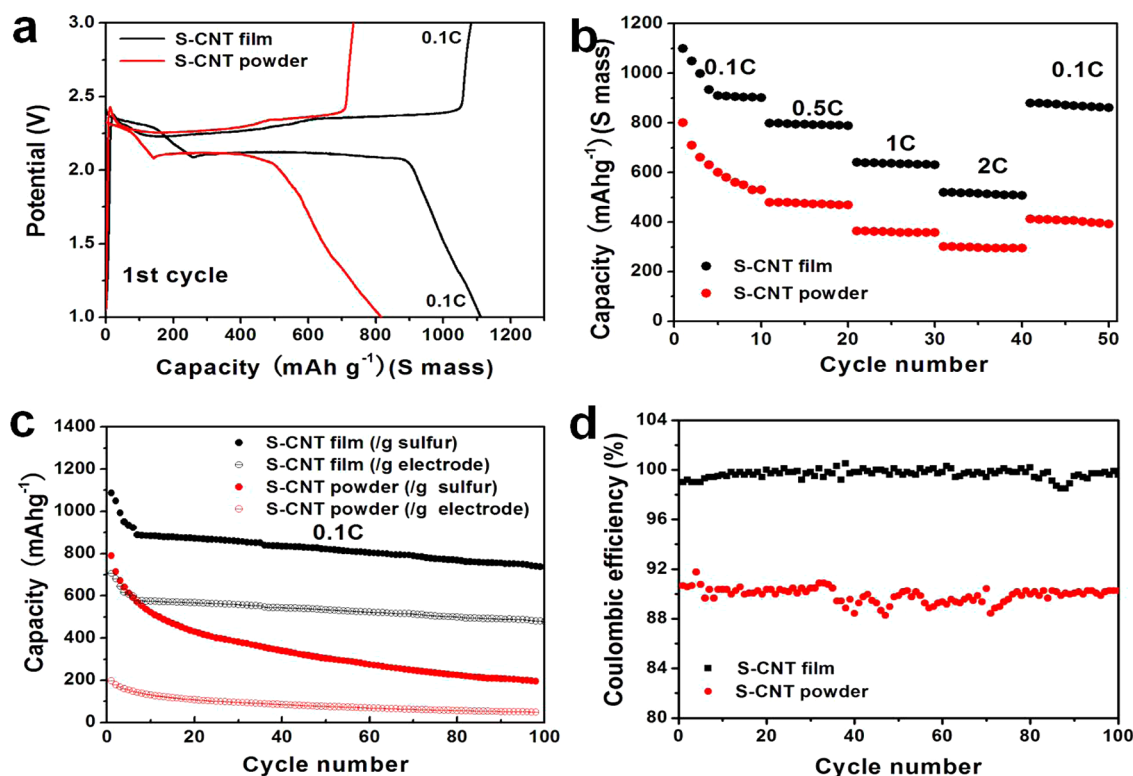 a
3.0
2.5
2.0
1.5
1.0
Potential (V)
S-CNT film
S-CNT powder
0.1C
1st cycle
0.1C
0 200 400 600 800 1000 1200
Capacity (mAh g-1)(S mass)
b
1200
1000
800
600
400
200
0
Capacity (mAhg-1) (S mass)
0.1C
0.5C
1C
2C
0.1C
S-CNT film
S-CNT powder
0 10 20 30 40 50
Cycle number
c
1400
1200
1000
800
600
400
200
0
Capacity (mAhg-1)
S-CNT film (/g sulfur)
S-CNT film (/g electrode)
S-CNT powder (/g sulfur)
S-CNT powder (/g electrode)
0.1C
0 20 40 60 80 100
Cycle number
d
104
100
96
92
88
84
80
Coulombic efficiency (%)
S-CNT film
S-CNT powder
0 20 40 60 80 100
Cycle number